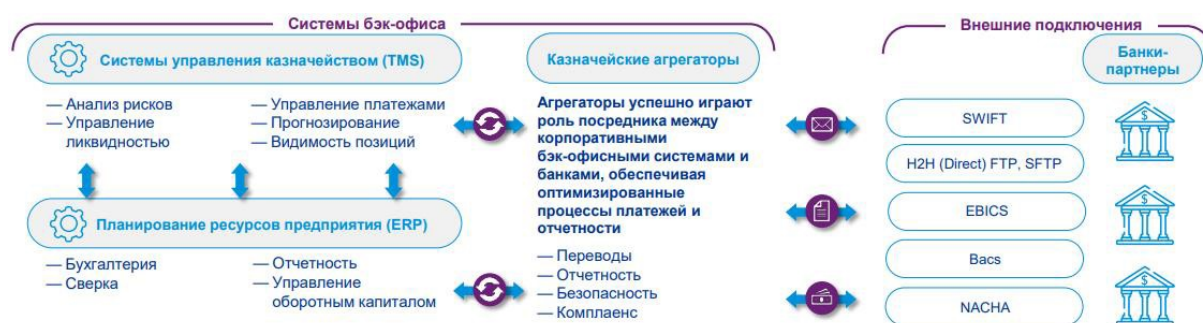 Системы бэк-офиса
Внешние подключения
Системы управления казначейством (TMS)
— Анализ рисков
— Управление
ликвидностью
— Управление платежами
— Прогнозирование
— Видимость позиций
Планирование ресурсов предприятия (ERP)
— Бухгалтерия
— Сверка
— Отчетность
— Управление
оборотным капиталом
Казначейские агрегаторы
Агрегаторы успешно играют
роль посредника между
корпоративными
бэк-офисными системами и
банками, обеспечивая
оптимизированные
процессы платежей и
отчетности
— Переводы
— Отчетность
— Безопасность
— Комплаенс
SWIFT
H2H (Direct) FTP, SFTP
EBICS
Bacs
NACHA
Банки-
партнеры